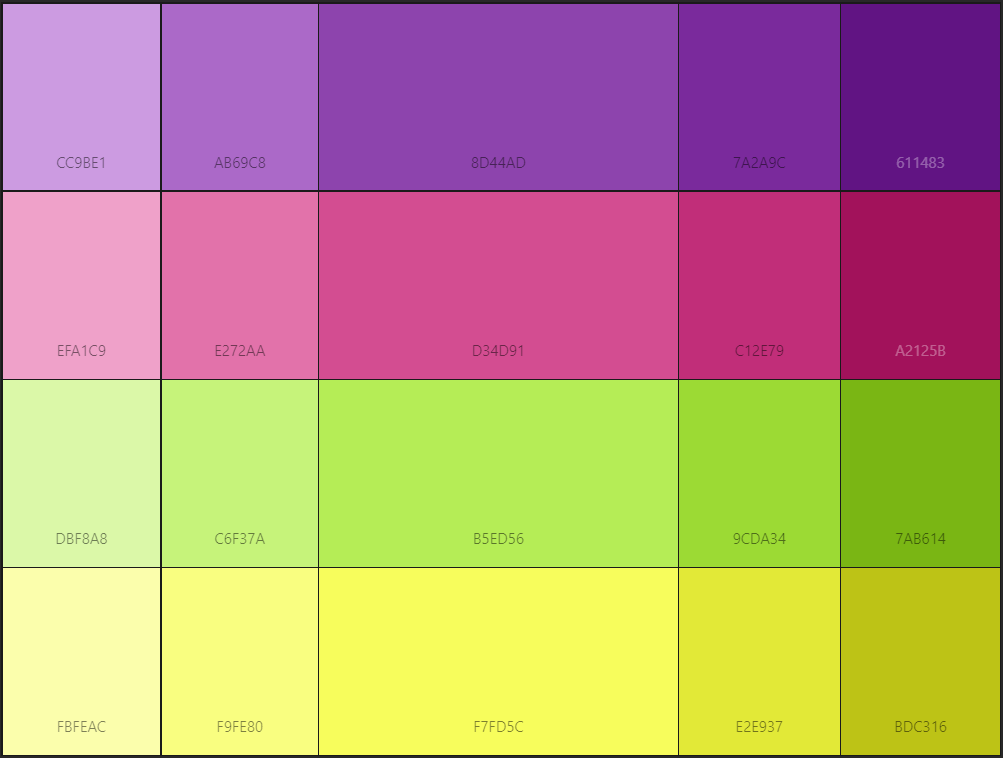 CC9BE1 AB69C8 8D44AD 7A2A9C 611483
EFA1C9 E272AA D34D91 C12E79 A2125B
DBF8A8 C6F37A B5ED56 9CDA34 7AB614
FBFEAC F9FE80 F7FD5C E2E937 BDC316